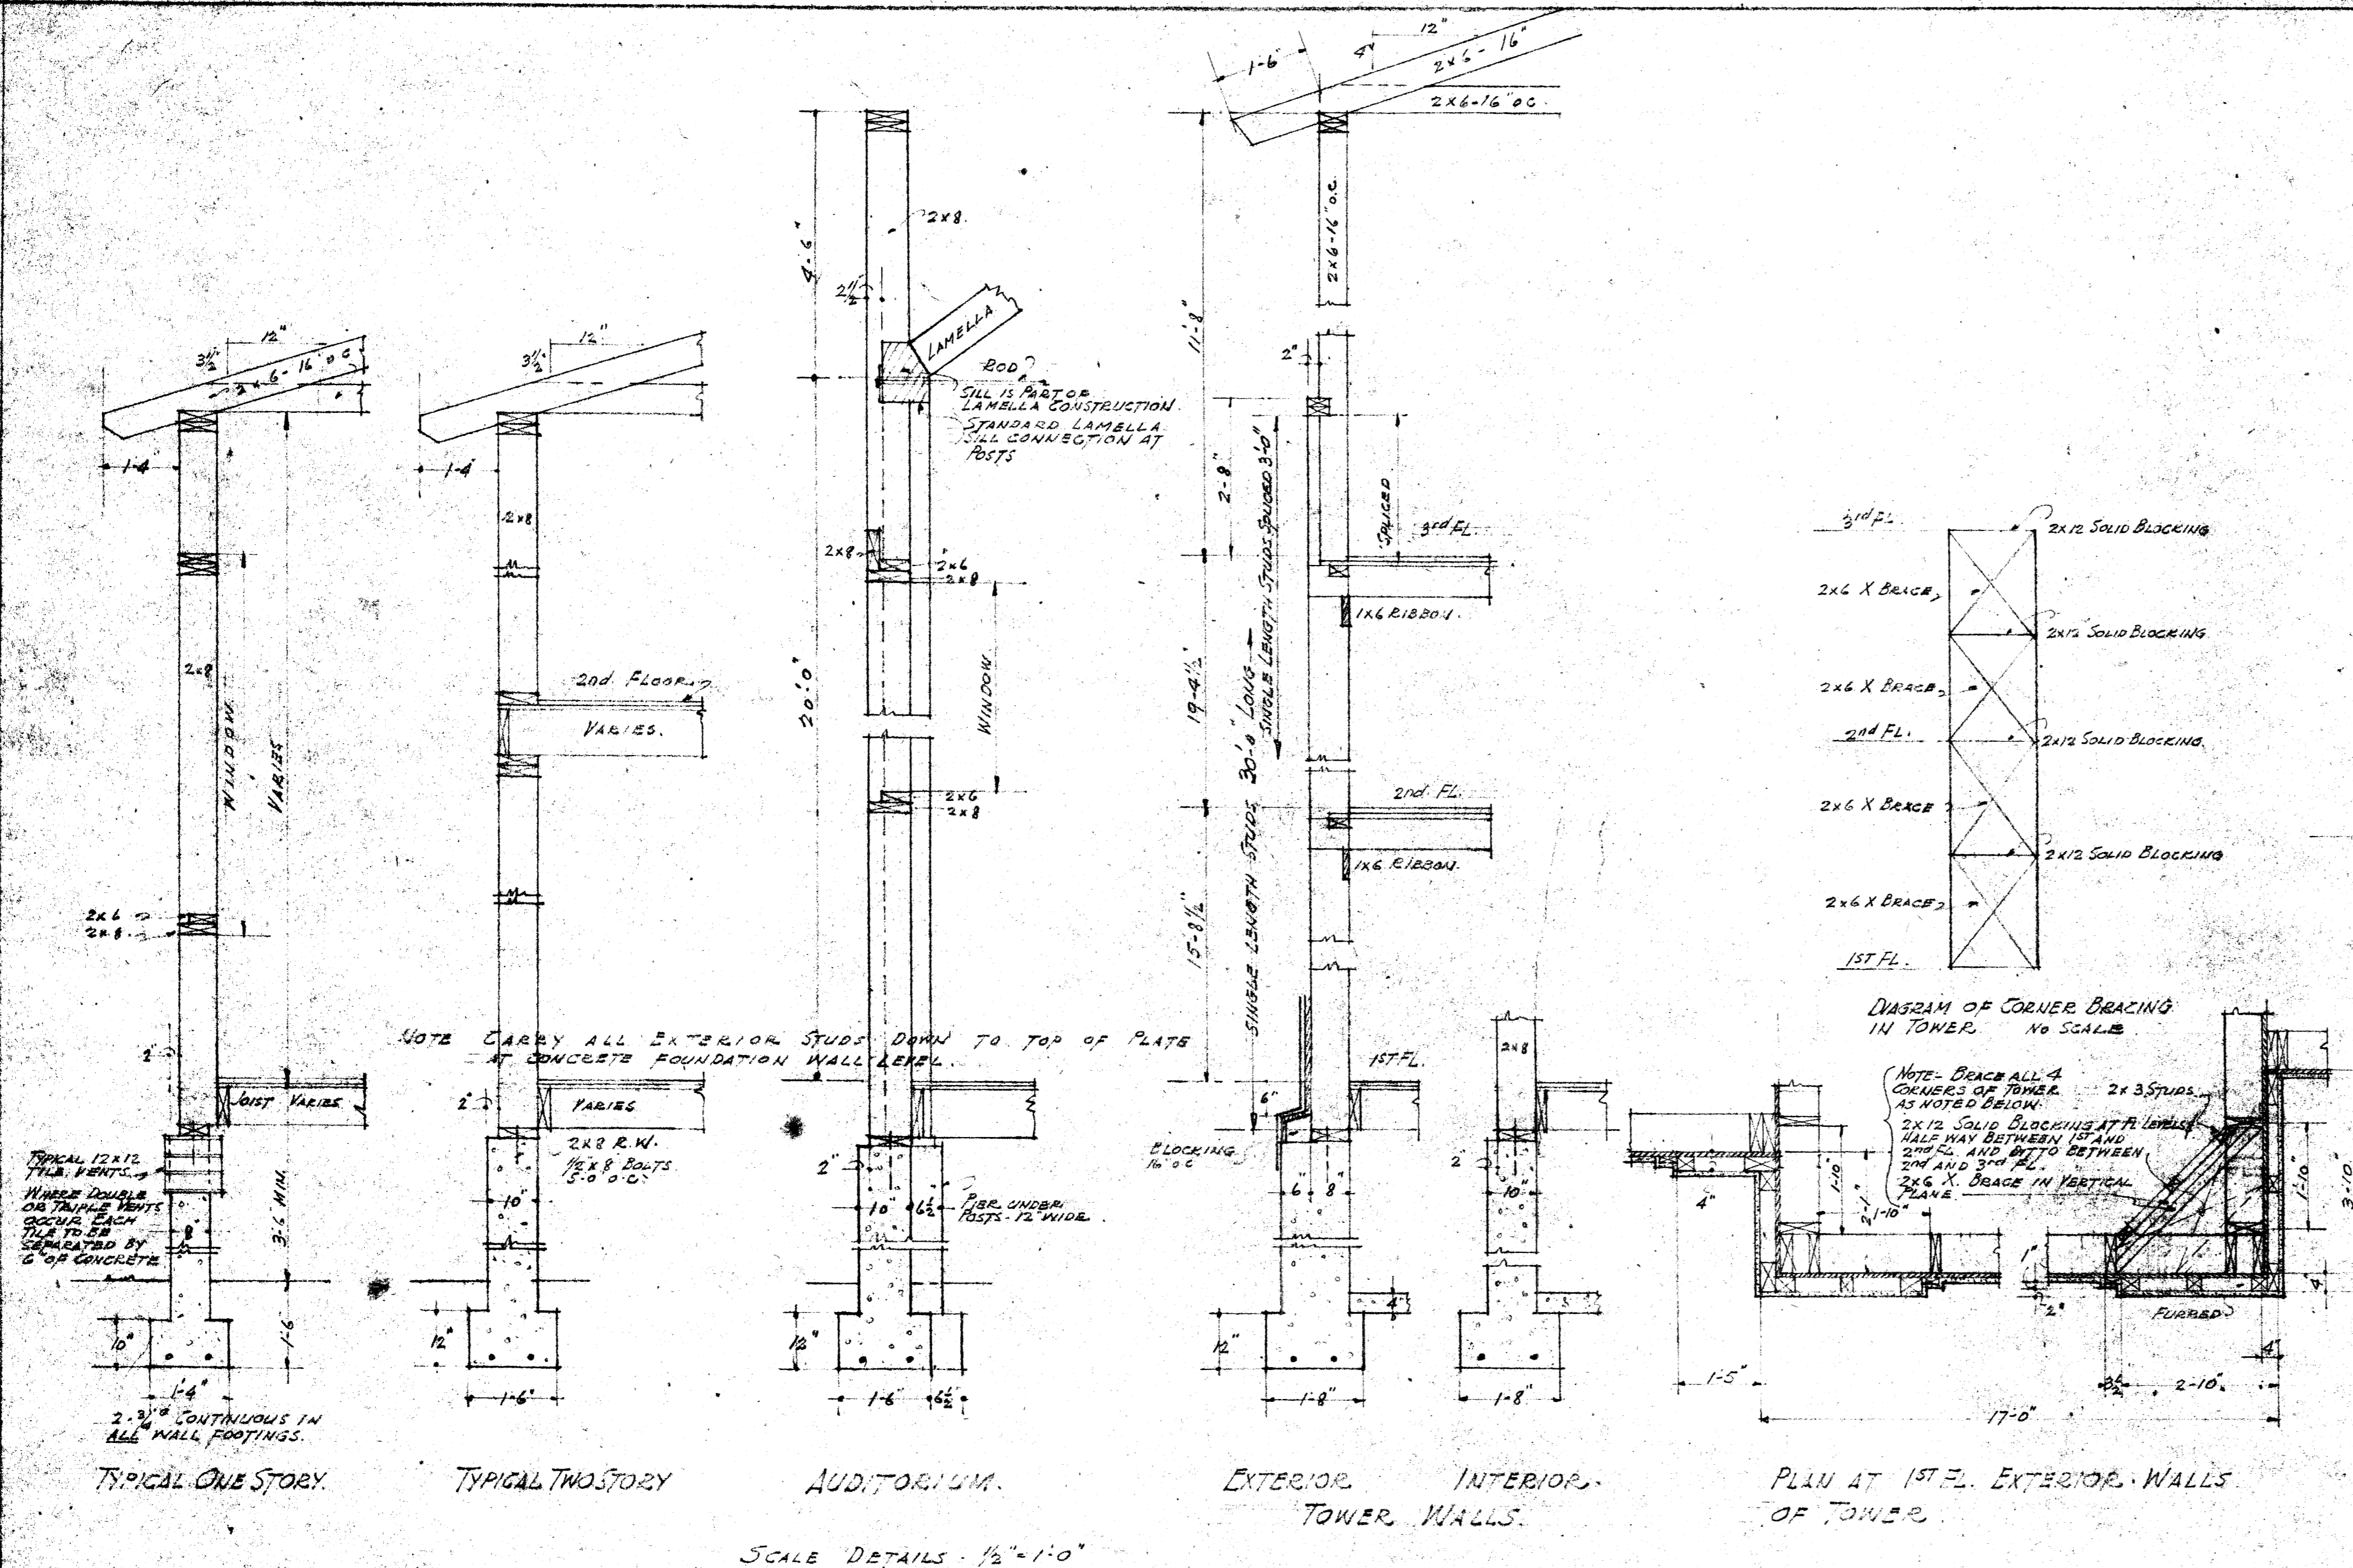 12"
3½"
2x6-16" o c
1-4"
2x8
WINDOW
VARIES
2x6
2x8
2"
JOIST VARIES
TYPICAL 12x12
TILE VENTS
WHERE DOUBLE
OR TRIPLE VENTS
OCCUR EACH
TILE TO BE
SEPARATED BY
6" OF CONCRETE
8
3-6 MIN.
1-6
10"
1-4"
2-¾"ø CONTINUOUS IN
ALL WALL FOOTINGS.
TYPICAL ONE STORY.
12"
3½"
1-4
2x8
2nd. FLOOR
VARIES.
NOTE CARRY ALL EXTERIOR STUDS DOWN TO TOP OF PLATE
AT CONCRETE FOUNDATION WALL LEVEL.
2"
VARIES
2x8 R.W.
½x8 BOLTS
5-0 O.C.
10"
12"
1-6"
TYPICAL TWO STORY
4'-6"
2x8.
2½"
LAMELLA
ROD
SILL IS PART OF
LAMELLA CONSTRUCTION.
STANDARD LAMELLA
SILL CONNECTION AT
POSTS
2x8
2x6
2x8
20'-0"
WINDOW
2x6
2x8
2"
10"
6½"
PIER UNDER
POSTS-12" WIDE.
12"
1-6"
6½"
AUDITORIUM.
12"
4"
1-6"
2x6-16"
2x6-16" O C.
2x6-16" o.c.
11'-8"
2"
2-8"
SPLICED
3rd FL.
1x6 RIBBON.
19-4½"
SINGLE LENGTH STUDS SPLICED 3'-0"
SINGLE LENGTH STUDS 30'-0" LONG
2nd. FL.
1x6 RIBBON.
15-8½"
1ST FL.
6"
BLOCKING
16" O C
6"
8"
4"
12"
1-8"
EXTERIOR
2x8
2"
10"
1-8"
INTERIOR.
TOWER WALLS.
3rd FL.
2x12 SOLID BLOCKING
2x6 X BRACE
2x12 SOLID BLOCKING
2x6 X BRACE
2nd FL.
2x12 SOLID BLOCKING.
2x6 X BRACE
2x12 SOLID BLOCKING
2x6 X BRACE
1ST FL.
DIAGRAM OF CORNER BRACING
IN TOWER NO SCALE
NOTE- BRACE ALL 4
CORNERS OF TOWER
AS NOTED BELOW.
2x12 SOLID BLOCKING AT FL LEVELS
HALF WAY BETWEEN 1ST AND
2nd FL. AND DITTO BETWEEN
2nd AND 3rd FL.
2x6 X. BRACE IN VERTICAL
PLANE.
2x3 STUDS
4"
1-10"
2-1"
1-10"
1-10"
3-10"
1"
2"
4"
FURRED
4"
1-5"
3½
2-10"
17-0"
PLAN AT 1ST FL. EXTERIOR WALLS
OF TOWER
SCALE DETAILS - ½"=1'-0"